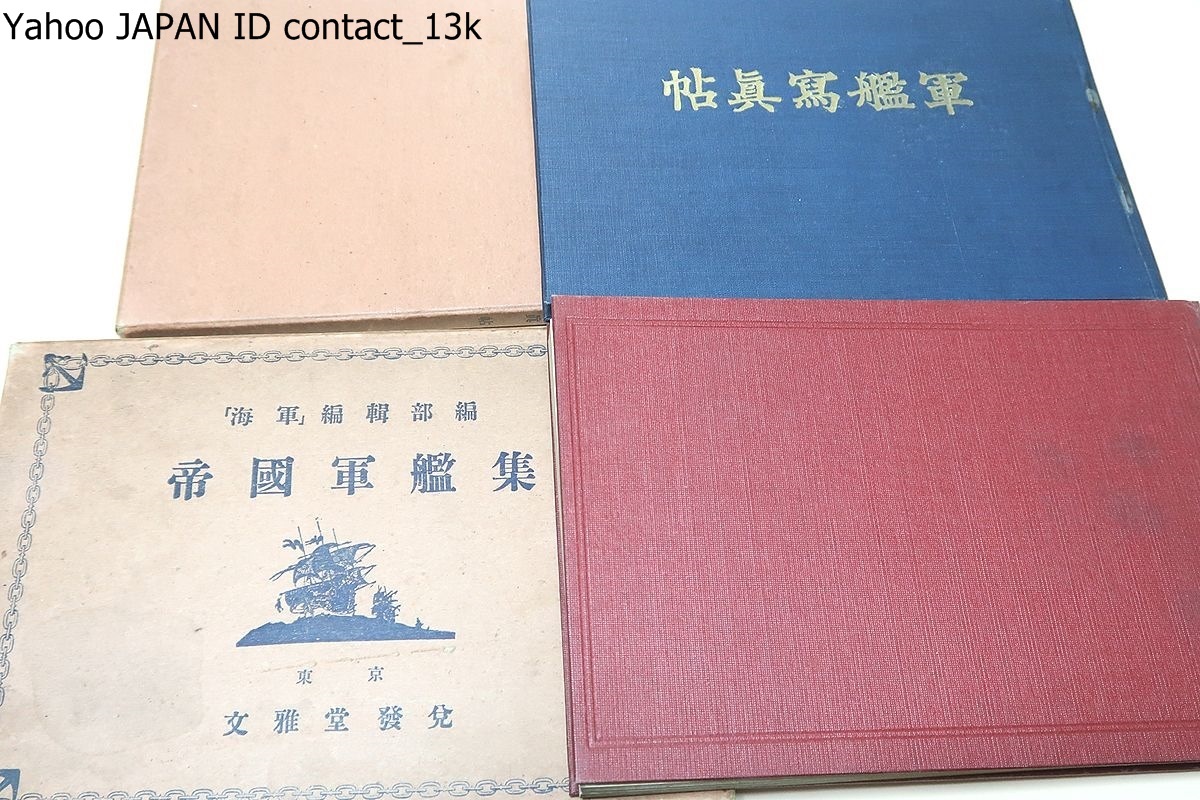 Yahoo JAPAN ID contact_13k
軍艦寫眞帖
「海軍」編輯部編
帝國軍艦集
東京
文雅堂發兌